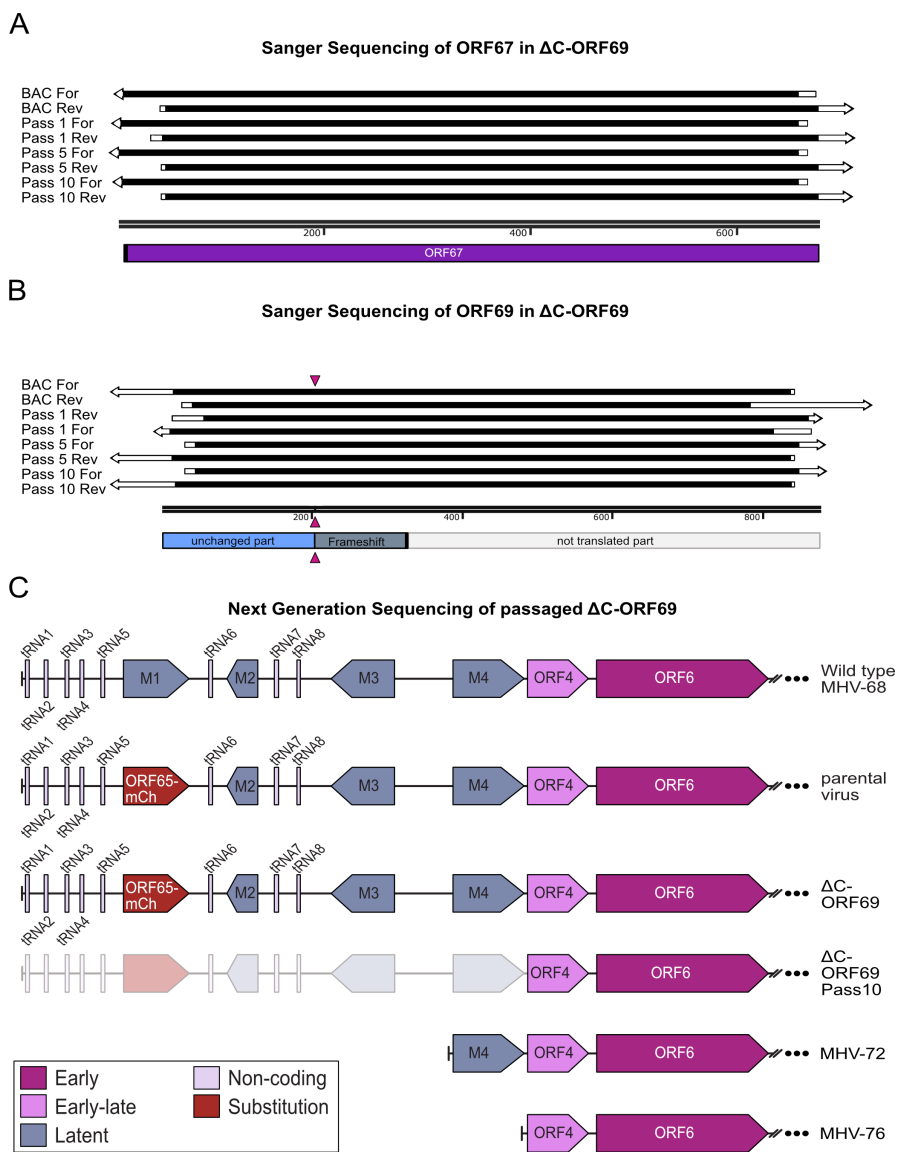 A
Sanger Sequencing of ORF67 in ΔC-ORF69
BAC For
BAC Rev
Pass 1 For
Pass 1 Rev
Pass 5 For
Pass 5 Rev
Pass 10 For
Pass 10 Rev
200 400 600
ORF67
B
Sanger Sequencing of ORF69 in ΔC-ORF69
BAC For
BAC Rev
Pass 1 Rev
Pass 1 For
Pass 5 For
Pass 5 Rev
Pass 10 For
Pass 10 Rev
200 400 600 800
unchanged part Frameshift not translated part
C
Next Generation Sequencing of passaged ΔC-ORF69
tRNA1 tRNA3 tRNA5 tRNA6 tRNA7 tRNA8
M1 M2 M3 M4 ORF4 ORF6 Wild type
MHV-68
tRNA2 tRNA4
tRNA1 tRNA3 tRNA5 tRNA6 tRNA7 tRNA8
ORF65-
mCh M2 M3 M4 ORF4 ORF6 parental
virus
tRNA2 tRNA4
tRNA1 tRNA3 tRNA5 tRNA6 tRNA7 tRNA8
ORF65-
mCh M2 M3 M4 ORF4 ORF6 ΔC-
ORF69
tRNA2 tRNA4
ORF4 ORF6 ΔC-
ORF69
Pass10
M4 ORF4 ORF6 MHV-72
ORF4 ORF6 MHV-76
Early Non-coding
Early-late Substitution
Latent